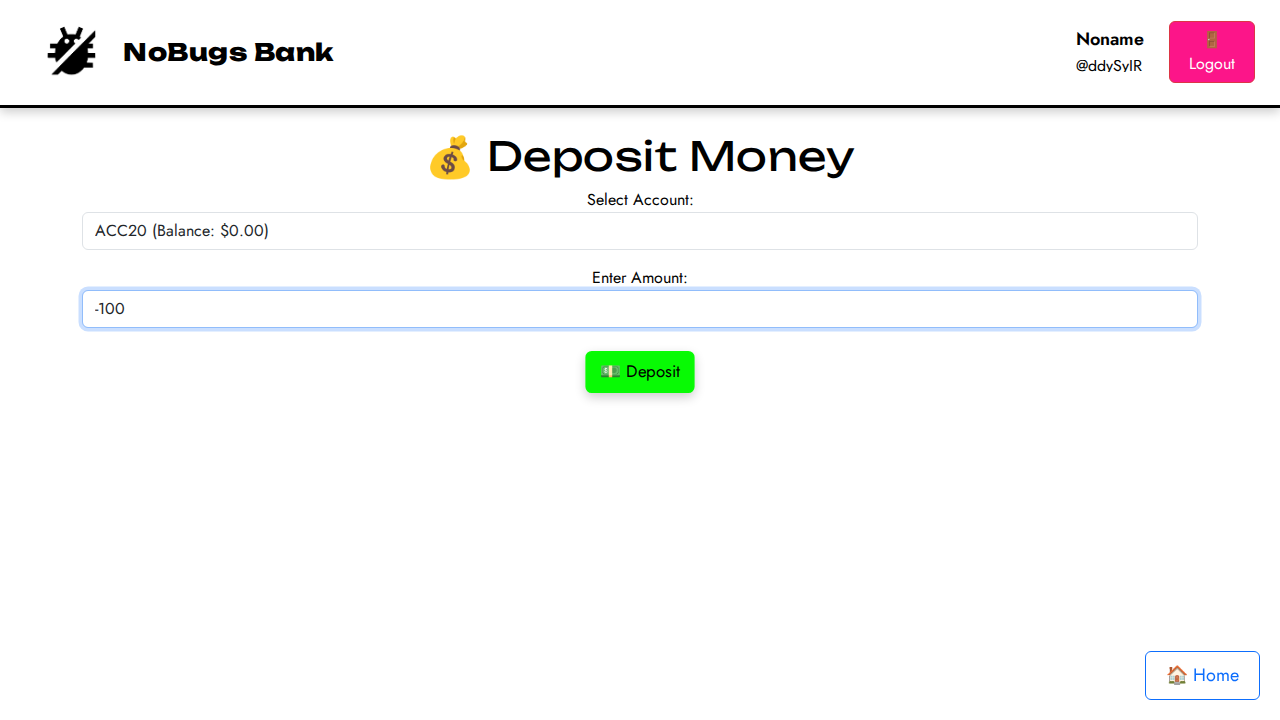 NoBugs Bank
Noname
@ddySyIR
Logout
Deposit Money
Select Account:
ACC20 (Balance: $0.00)
Enter Amount:
-100
Deposit
Home